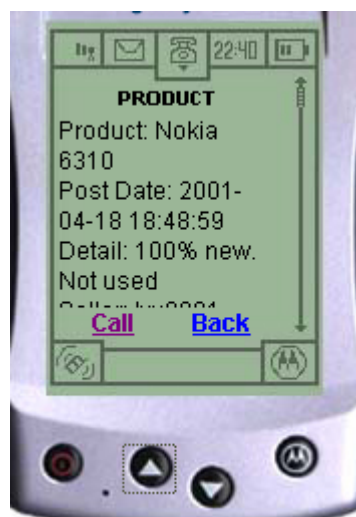 22:40
PRODUCT
Product: Nokia
6310
Post Date: 2001-
04-18 18:48:59
Detail: 100% new.
Not used
Call Back